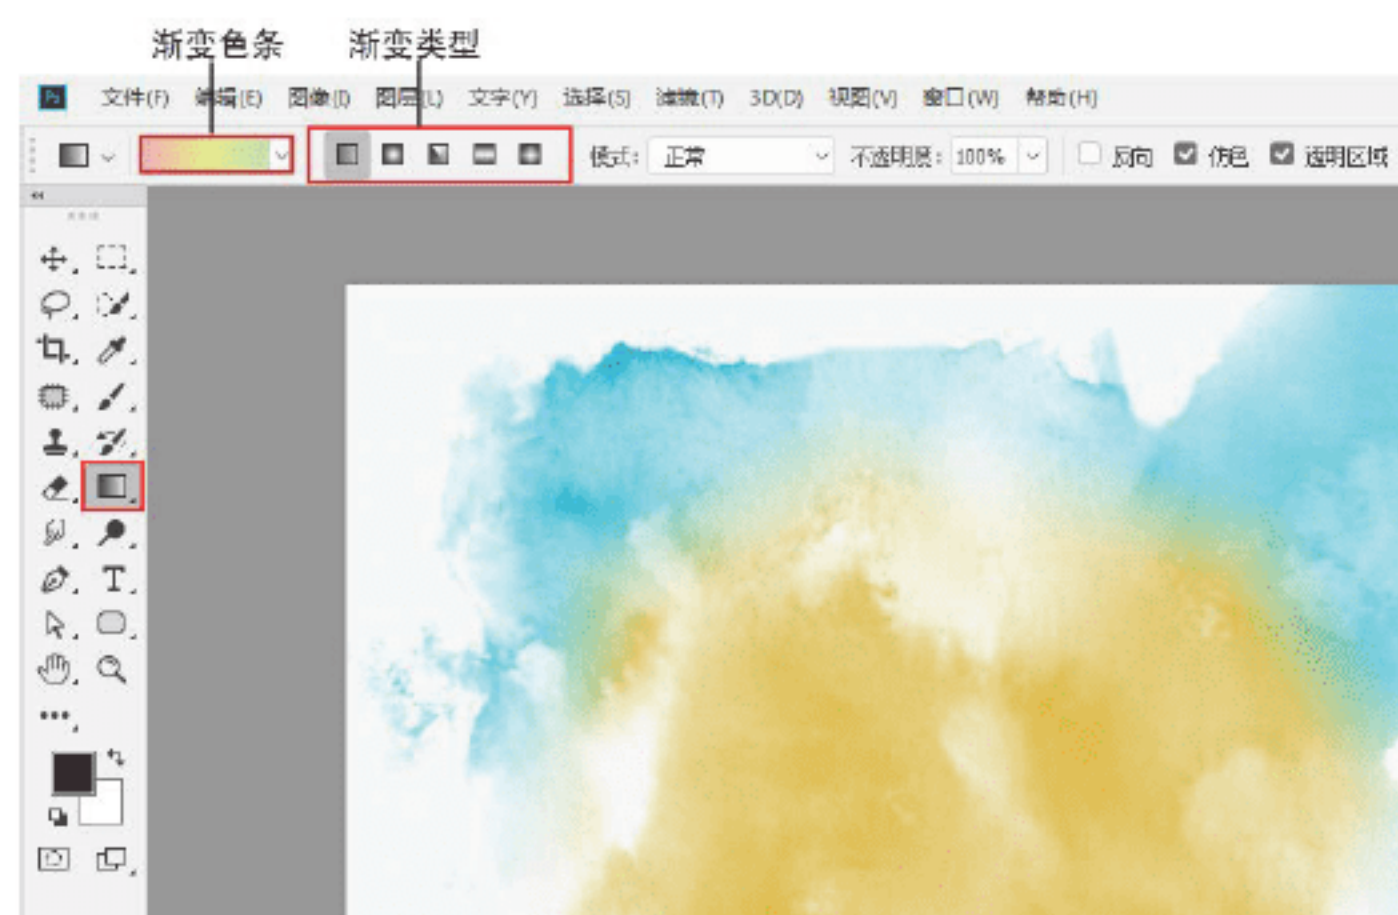 渐变色条 渐变类型
Ps 文件(F) 编辑(E) 图像(I) 图层(L) 文字(Y) 选择(S) 滤镜(T) 3D(D) 视图(V) 窗口(W) 帮助(H)
模式: 正常 不透明度: 100% 反向 仿色 透明区域
T